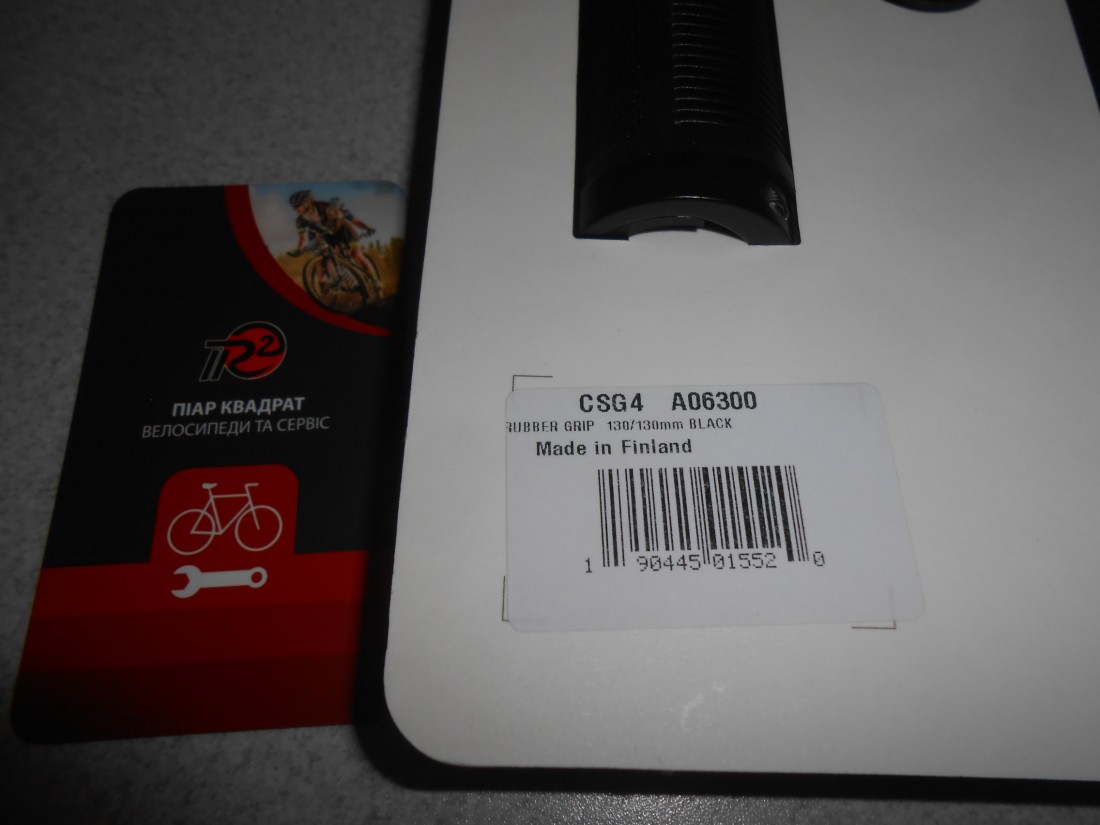 R2
ПІАР КВАДРАТ
ВЕЛОСИПЕДИ ТА СЕРВІС
CSG4 A06300
RUBBER GRIP 130/130mm BLACK
Made in Finland
1 90445 01552 0